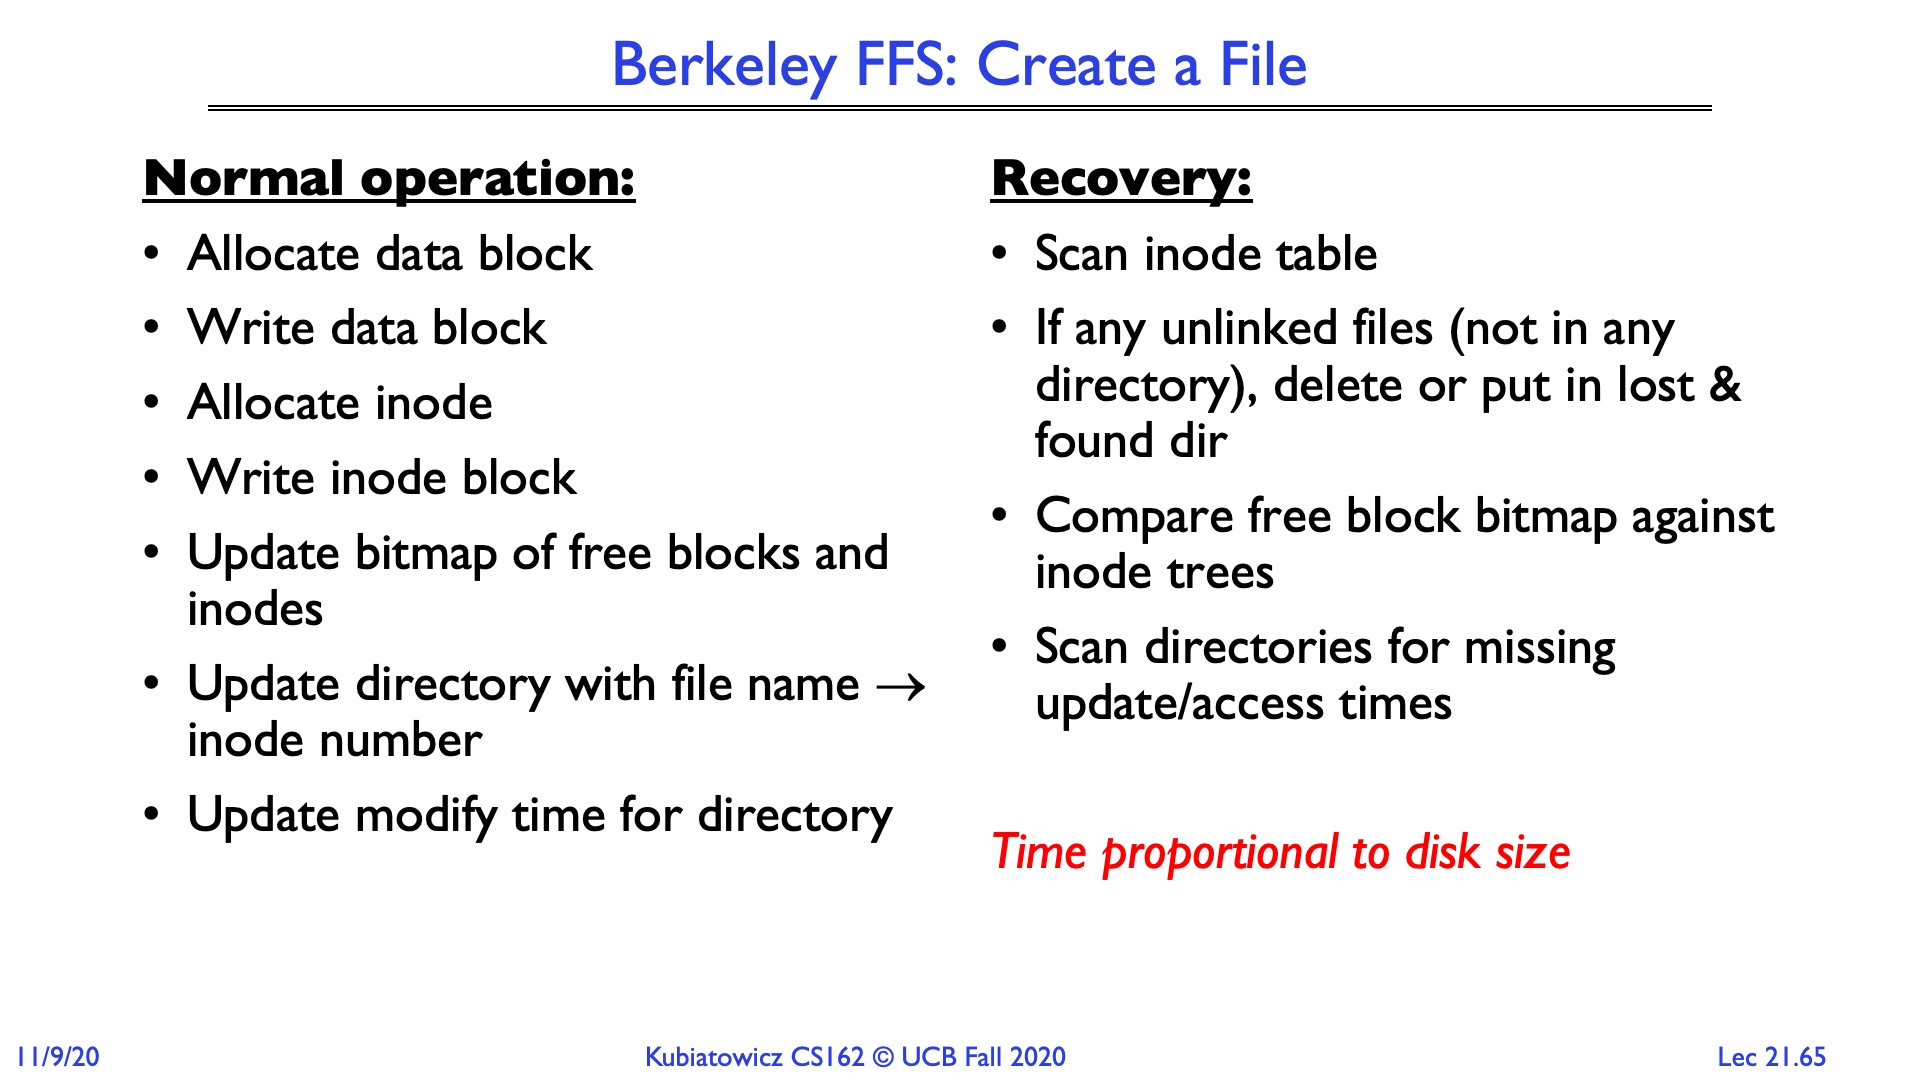 Berkeley FFS: Create a File
Normal operation:
• Allocate data block
• Write data block
• Allocate inode
• Write inode block
• Update bitmap of free blocks and
inodes
• Update directory with file name →
inode number
• Update modify time for directory
Recovery:
• Scan inode table
• If any unlinked files (not in any
directory), delete or put in lost &
found dir
• Compare free block bitmap against
inode trees
• Scan directories for missing
update/access times
Time proportional to disk size
11/9/20
Kubiatowicz CS162 © UCB Fall 2020
Lec 21.65